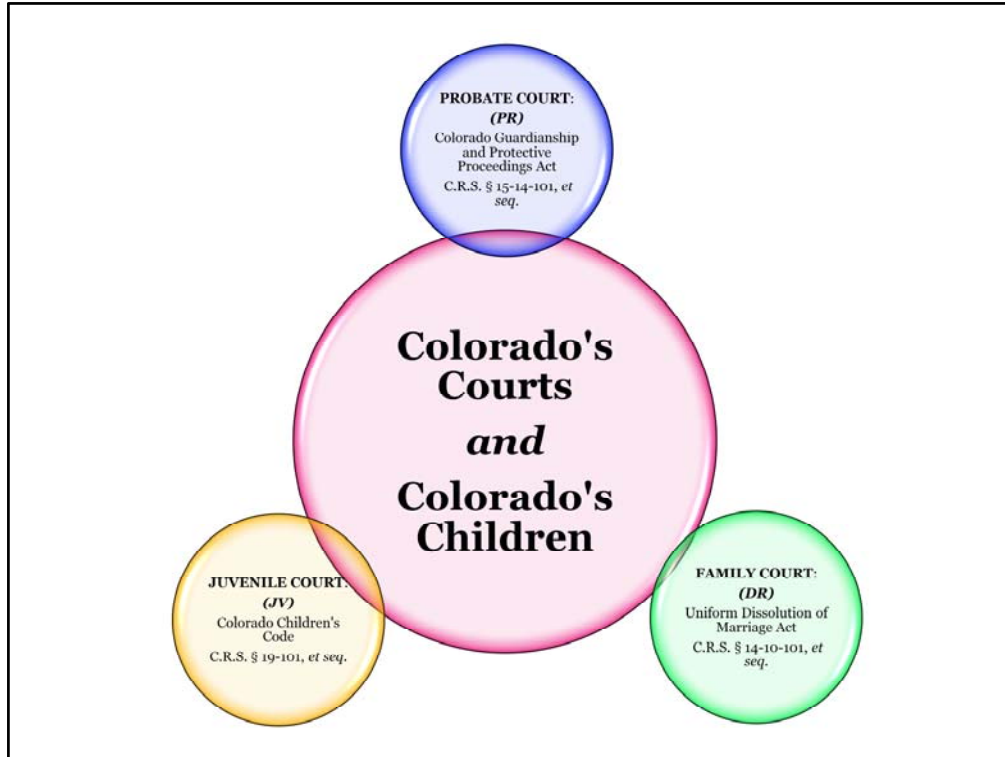 PROBATE COURT:
(PR)
Colorado Guardianship
and Protective
Proceedings Act
C.R.S. § 15-14-101, et
seq.
Colorado's
Courts
and
Colorado's
Children
JUVENILE COURT:
(JV)
Colorado Children's
Code
C.R.S. § 19-101, et seq.
FAMILY COURT:
(DR)
Uniform Dissolution of
Marriage Act
C.R.S. § 14-10-101, et
seq.